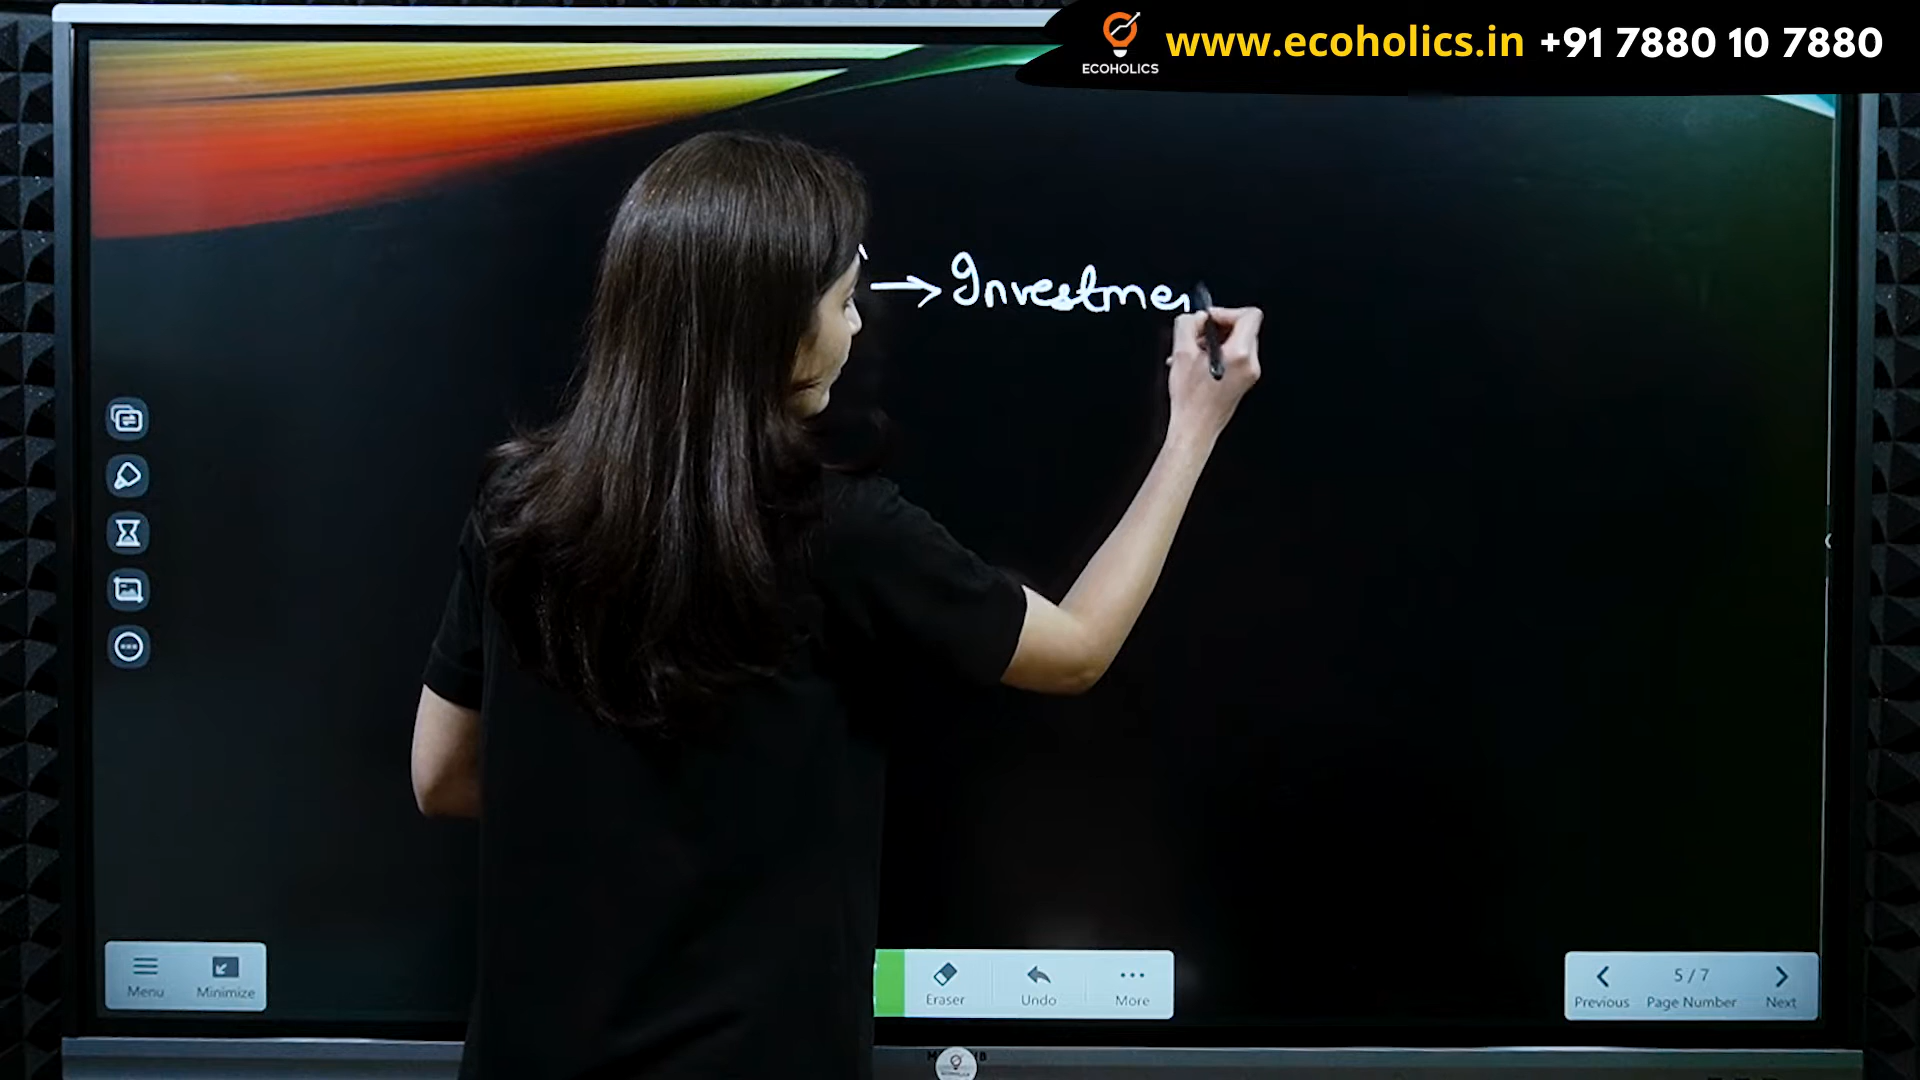 www.ecoholics.in +91 7880 10 7880
ECOHOLICS
→ Investmen
Menu Minimize
Eraser Undo More
Previous 5 / 7 Page Number Next
ECOHOLICS